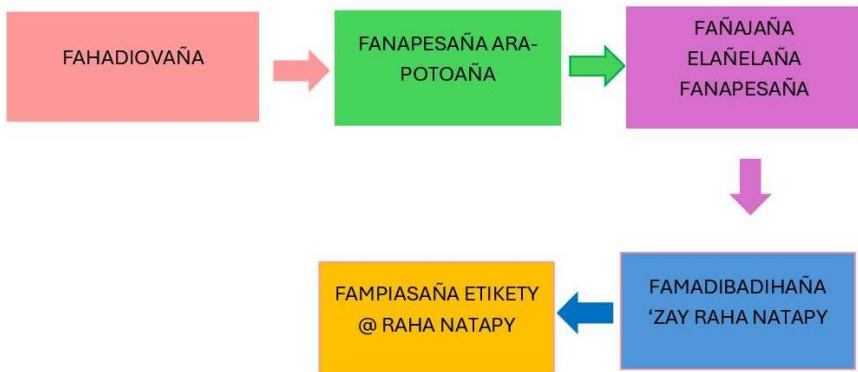 FAHADIOVAÑA
FANAPESAÑA ARA-
POTOAÑA
FAÑAJAÑA
ELAÑELAÑA
FANAPESAÑA
FAMADIBADIHAÑA
‘ZAY RAHA NATAPY
FAMPIASAÑA ETIKETY
@ RAHA NATAPY